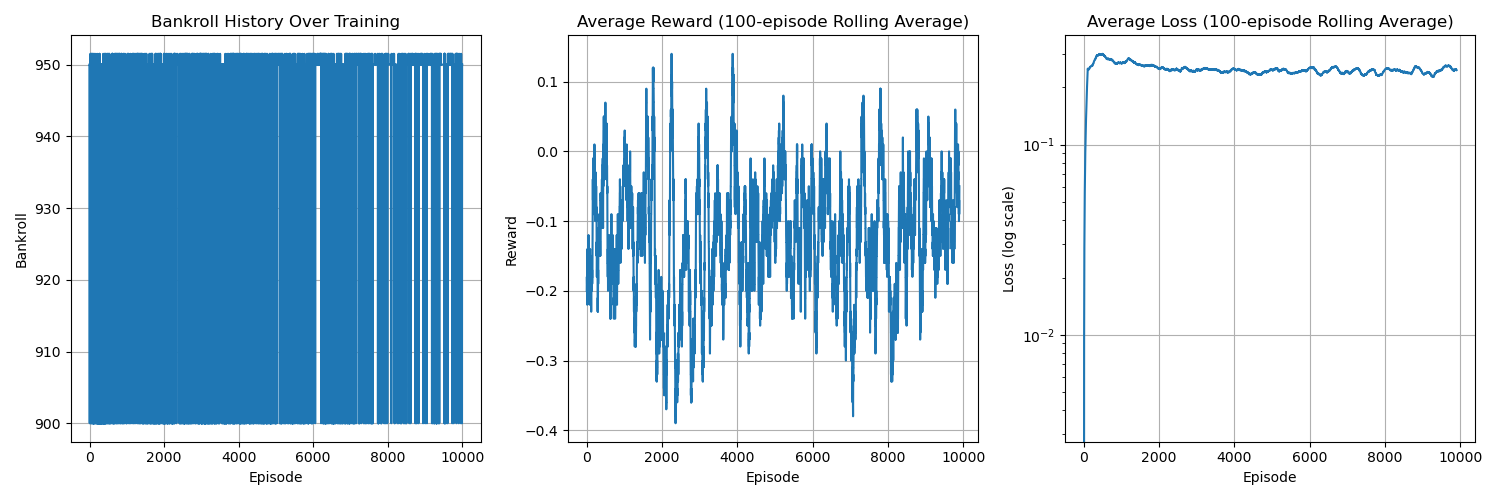 Bankroll History Over Training
950
940
930
920
910
900
Bankroll
0 2000 4000 6000 8000 10000
Episode
Average Reward (100-episode Rolling Average)
0.1
0.0
−0.1
−0.2
−0.3
−0.4
Reward
0 2000 4000 6000 8000 10000
Episode
Average Loss (100-episode Rolling Average)
10⁻¹
10⁻²
Loss (log scale)
0 2000 4000 6000 8000 10000
Episode